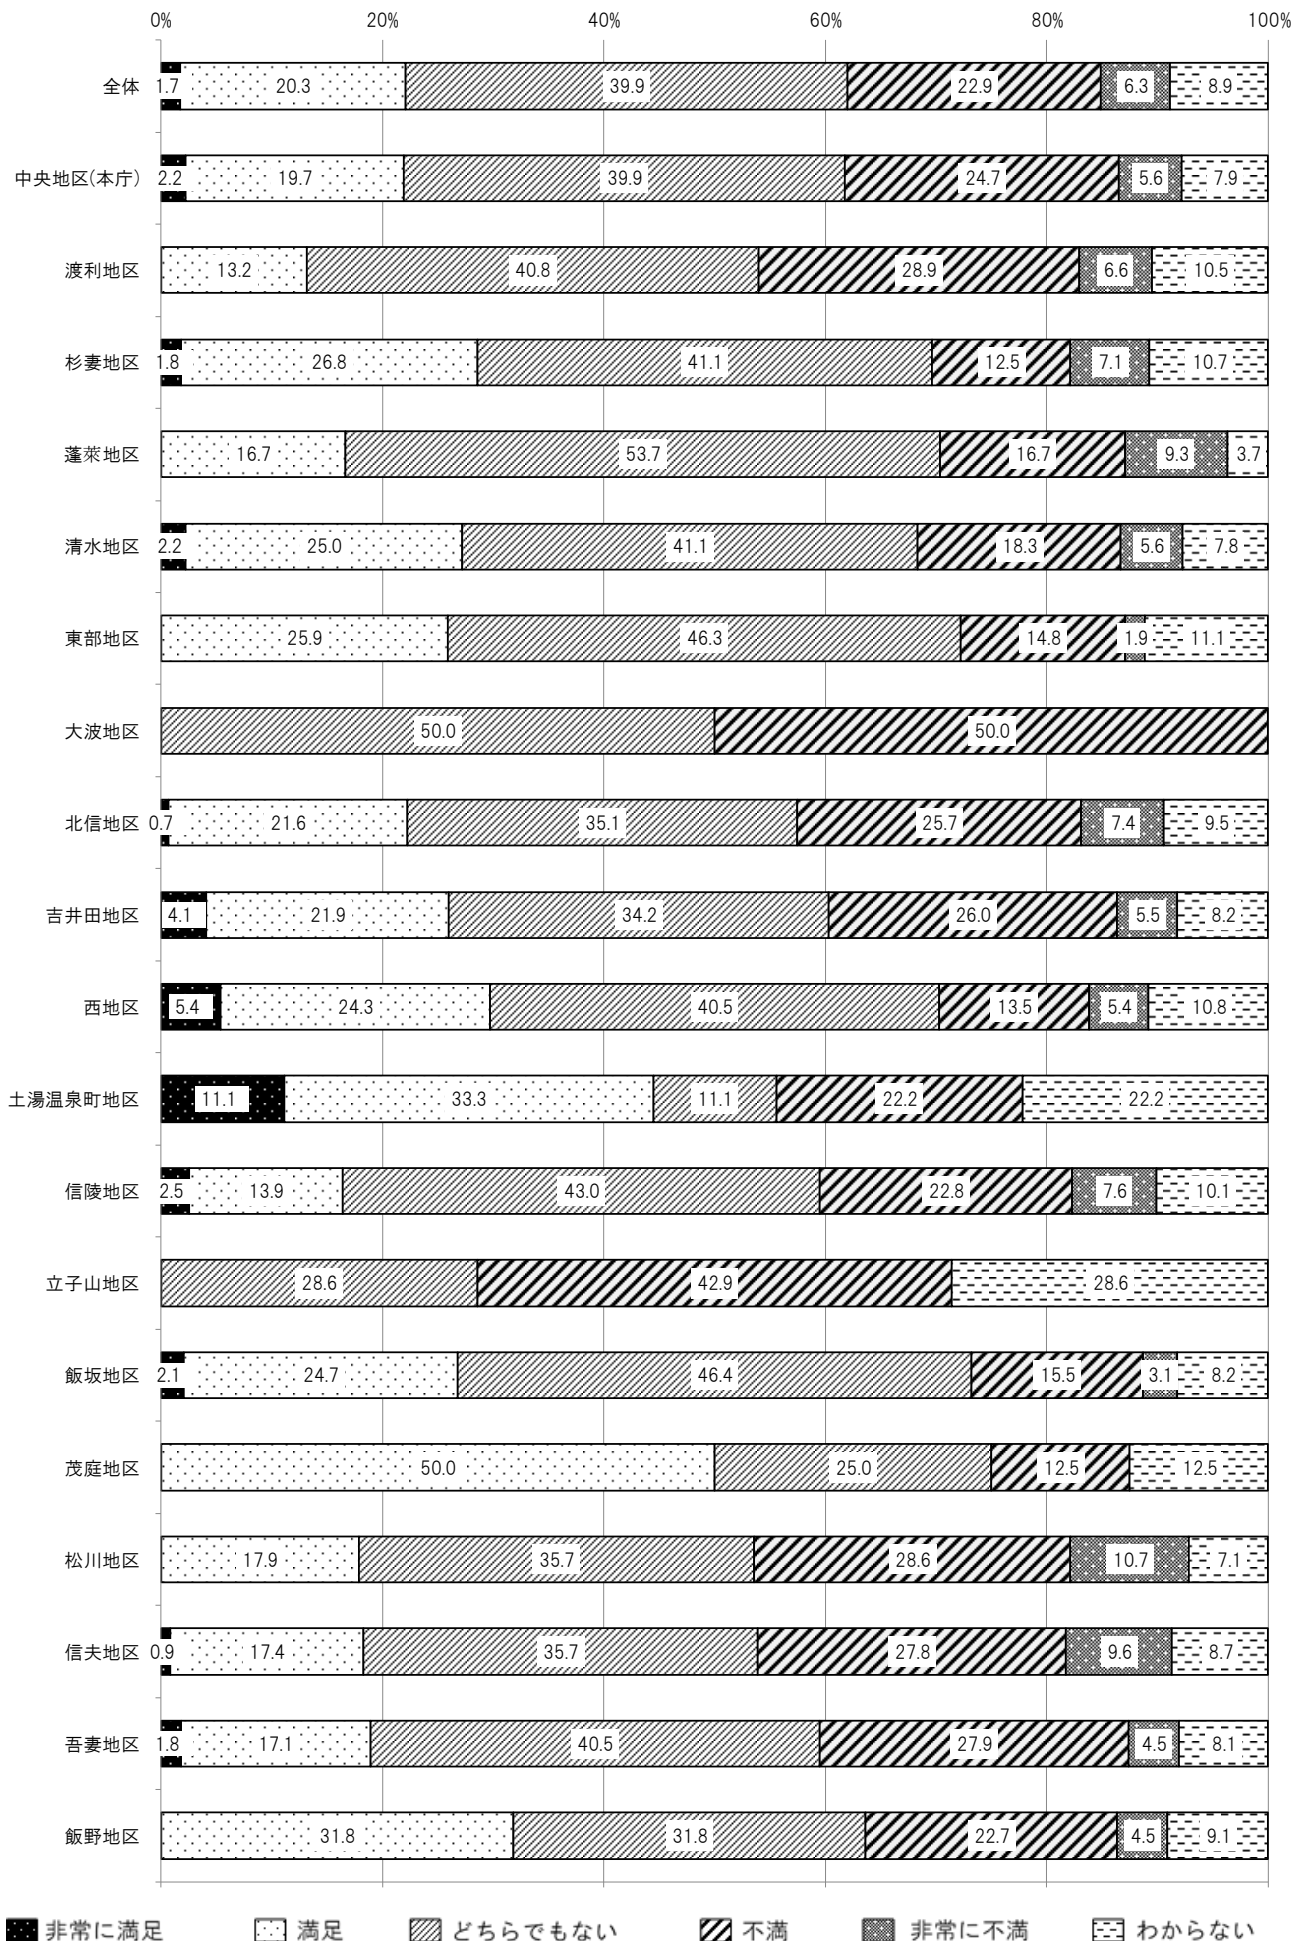 0% 20% 40% 60% 80% 100%
全体 1.7 20.3 39.9 22.9 6.3 8.9
中央地区(本庁) 2.2 19.7 39.9 24.7 5.6 7.9
渡利地区 13.2 40.8 28.9 6.6 10.5
杉妻地区 1.8 26.8 41.1 12.5 7.1 10.7
蓬萊地区 16.7 53.7 16.7 9.3 3.7
清水地区 2.2 25.0 41.1 18.3 5.6 7.8
東部地区 25.9 46.3 14.8 1.9 11.1
大波地区 50.0 50.0
北信地区 0.7 21.6 35.1 25.7 7.4 9.5
吉井田地区 4.1 21.9 34.2 26.0 5.5 8.2
西地区 5.4 24.3 40.5 13.5 5.4 10.8
土湯温泉町地区 11.1 33.3 11.1 22.2 22.2
信陵地区 2.5 13.9 43.0 22.8 7.6 10.1
立子山地区 28.6 42.9 28.6
飯坂地区 2.1 24.7 46.4 15.5 3.1 8.2
茂庭地区 50.0 25.0 12.5 12.5
松川地区 17.9 35.7 28.6 10.7 7.1
信夫地区 0.9 17.4 35.7 27.8 9.6 8.7
吾妻地区 1.8 17.1 40.5 27.9 4.5 8.1
飯野地区 31.8 31.8 22.7 4.5 9.1
非常に満足 満足 どちらでもない 不満 非常に不満 わからない